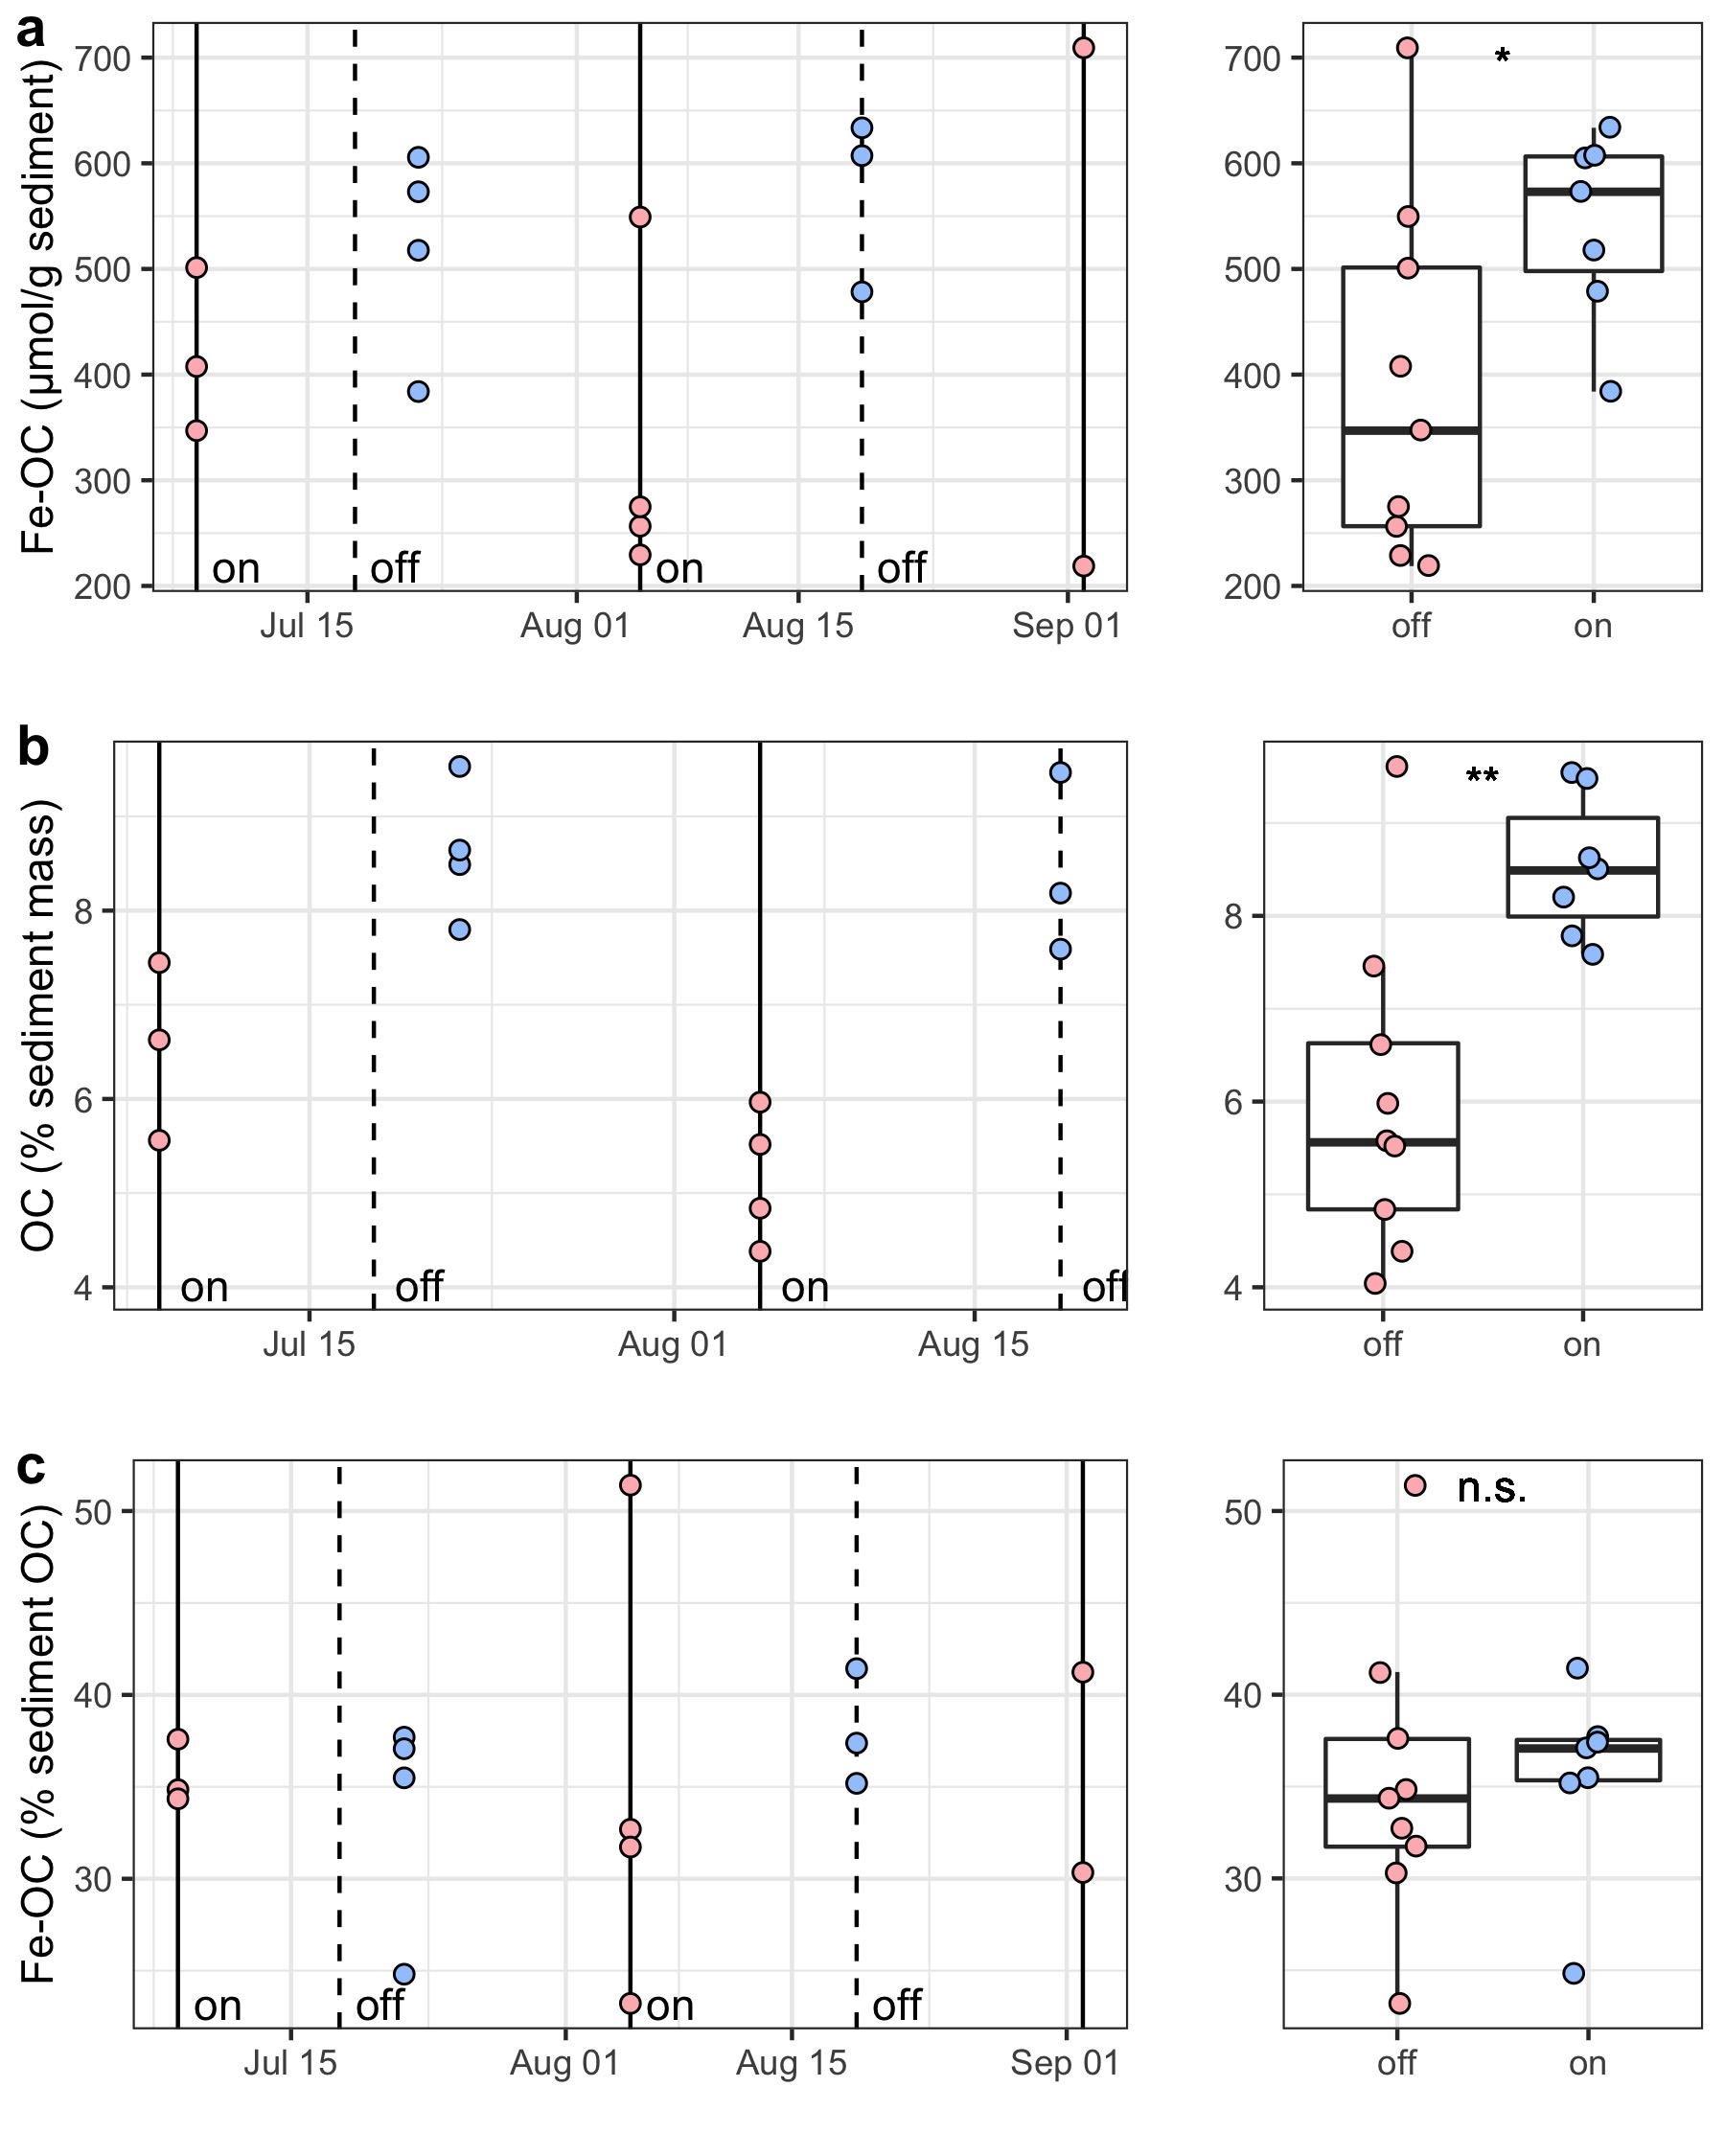 a
Fe-OC (µmol/g sediment)
700
600
500
400
300
200
on
off
on
off
Jul 15
Aug 01
Aug 15
Sep 01
700
600
500
400
300
200
*
off
on
b
OC (% sediment mass)
8
6
4
on
off
on
off
Jul 15
Aug 01
Aug 15
8
6
4
**
off
on
c
Fe-OC (% sediment OC)
50
40
30
on
off
on
off
Jul 15
Aug 01
Aug 15
Sep 01
50
40
30
n.s.
off
on